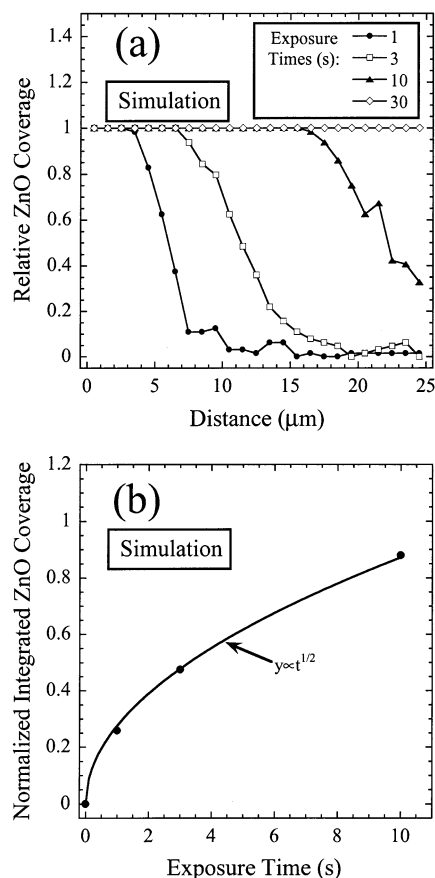 (a)
Simulation
Exposure
Times (s):
1
3
10
30
Relative ZnO Coverage
1.4
1.2
1
0.8
0.6
0.4
0.2
0
0
5
10
15
20
25
Distance (μm)
(b)
Simulation
Normalized Integrated ZnO Coverage
1.2
1
0.8
0.6
0.4
0.2
0
y∝t^1/2
0
2
4
6
8
10
Exposure Time (s)